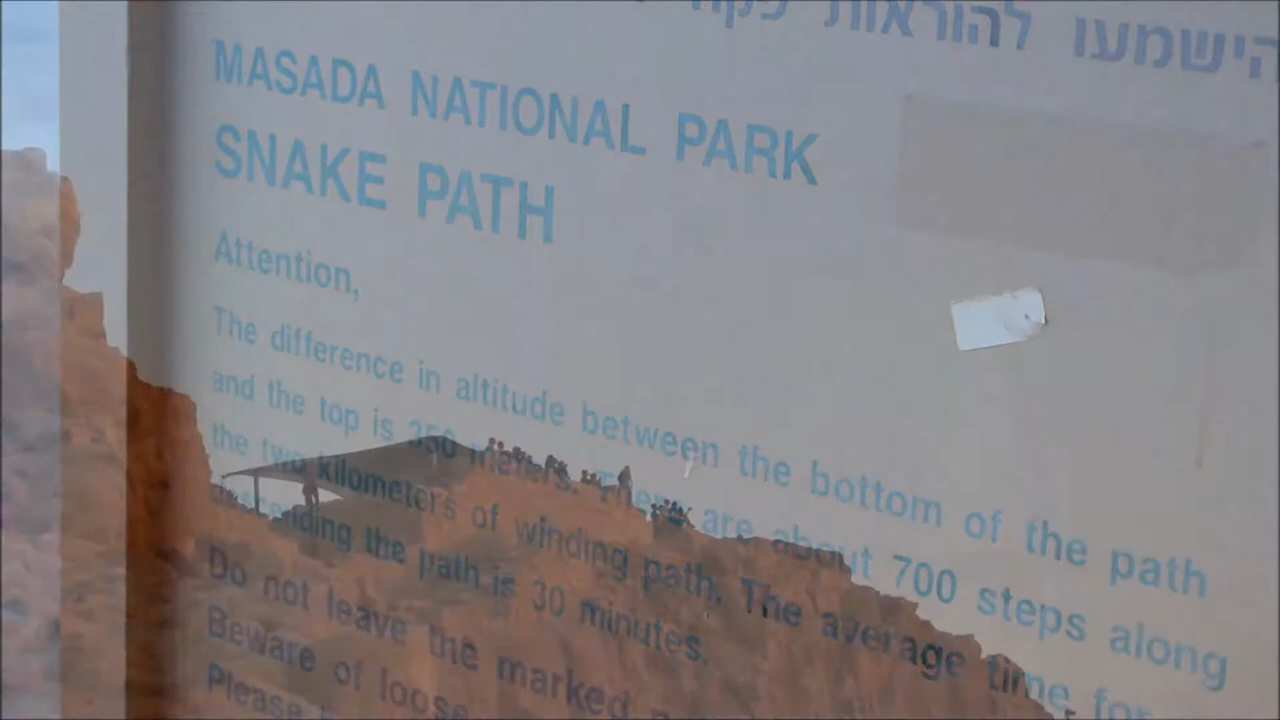 הישמעו להוראות
MASADA NATIONAL PARK
SNAKE PATH
Attention,
The difference in altitude between the bottom of the path
and the top is 350 meters. There are about 700 steps along
the two kilometers of winding path. The average time for
descending the path is 30 minutes.
Do not leave the marked
Beware of loose
Please